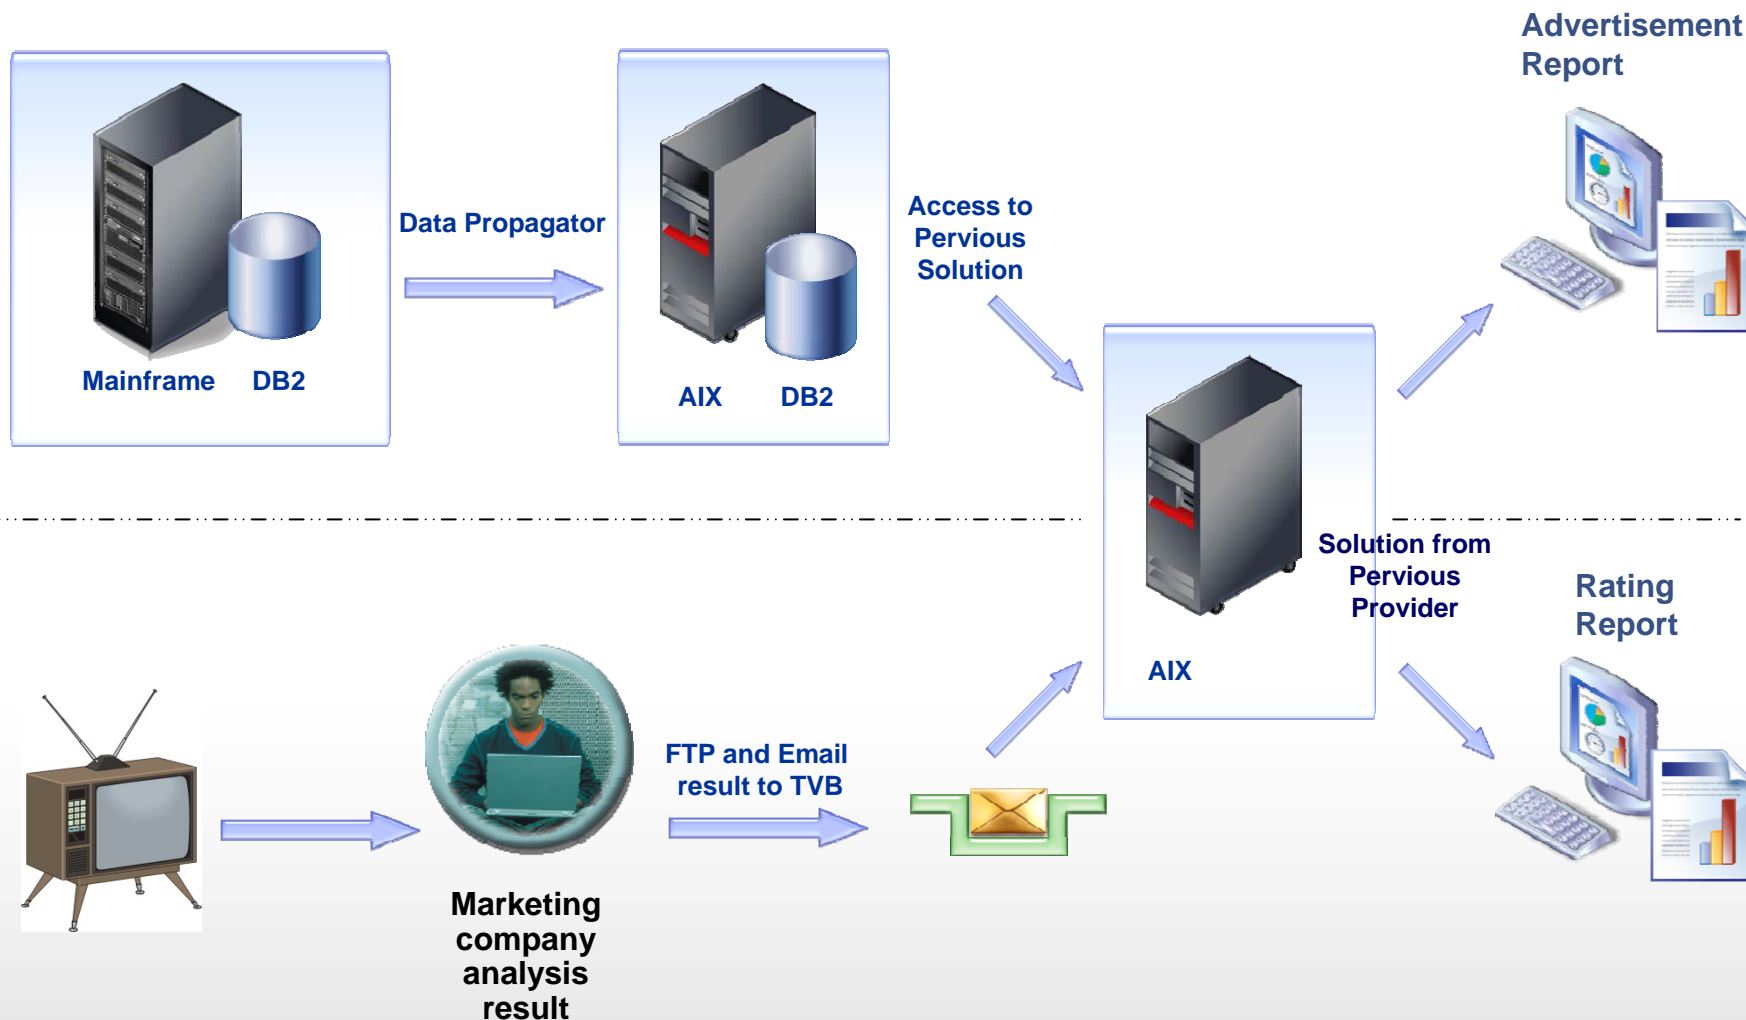 Advertisement
Report
Data Propagator
Access to
Pervious
Solution
Mainframe DB2
AIX DB2
Solution from
Pervious
Provider
AIX
Rating
Report
FTP and Email
result to TVB
Marketing
company
analysis
result